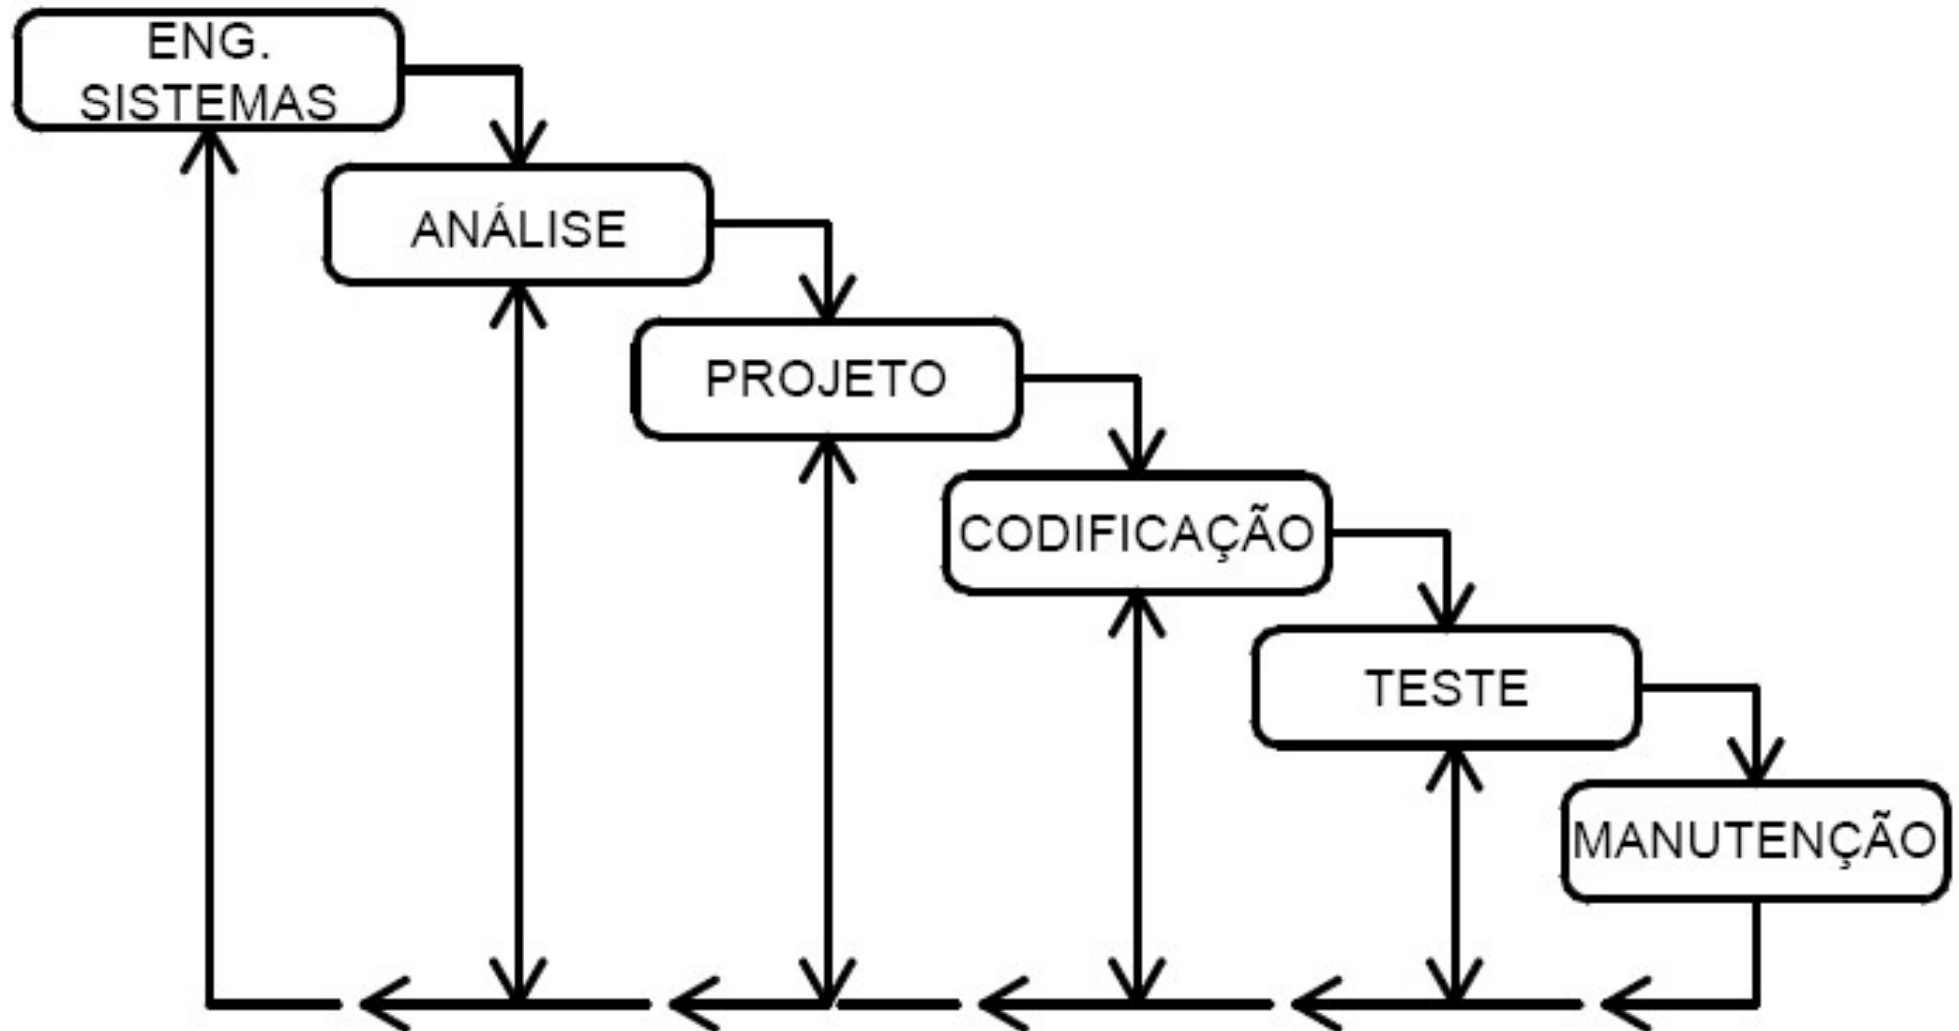 ENG.
SISTEMAS
ANÁLISE
PROJETO
CODIFICAÇÃO
TESTE
MANUTENÇÃO